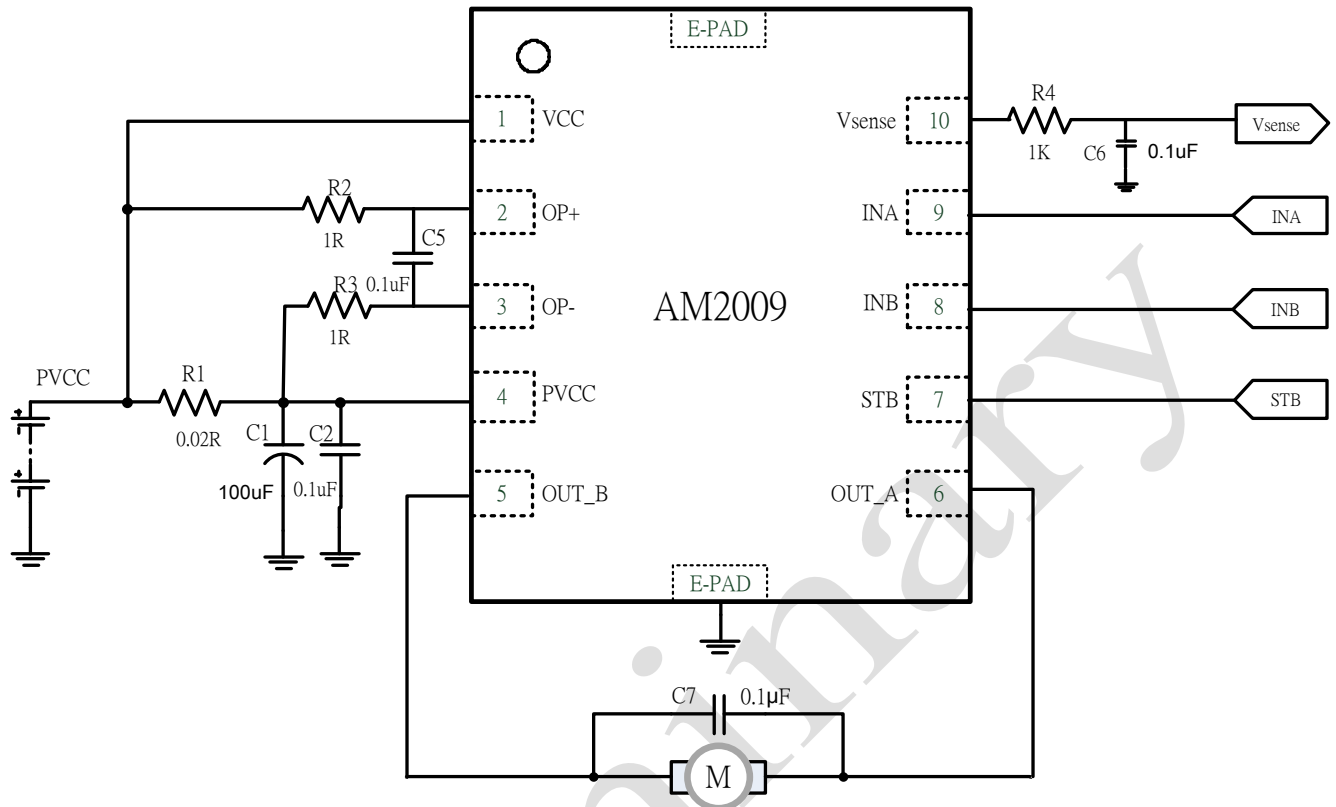 E-PAD
1 VCC
2 OP+
3 OP-
4 PVCC
5 OUT_B
AM2009
Vsense 10
INA 9
INB 8
STB 7
OUT_A 6
E-PAD
R2
1R
C5
0.1uF
R3
1R
PVCC
R1
0.02R
C1
100uF
C2
0.1uF
R4
1K
C6
0.1uF
Vsense
INA
INB
STB
C7
0.1µF
M
+
-
+
-
inary